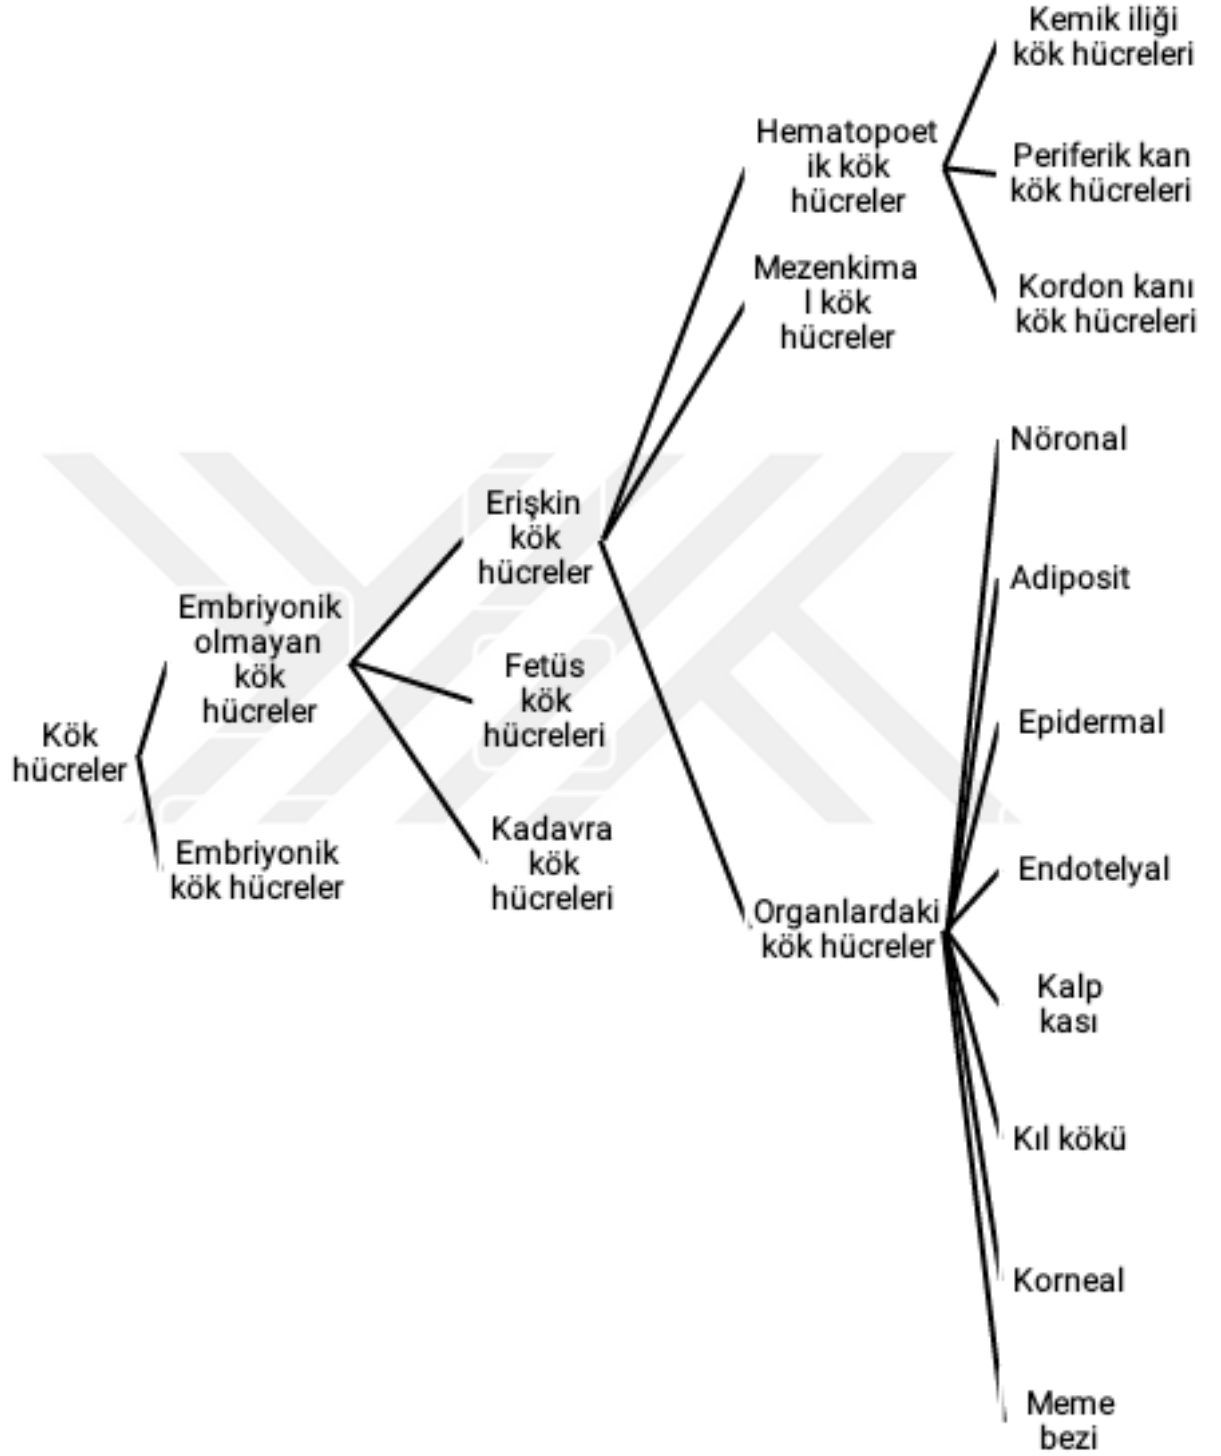 Kök
hücreler
Embriyonik
olmayan
kök
hücreler
Embriyonik
kök hücreler
Erişkin
kök
hücreler
Fetüs
kök
hücreleri
Kadavra
kök
hücreleri
Hematopoet
ik kök
hücreler
Mezenkima
l kök
hücreler
Organlardaki
kök hücreler
Kemik iliği
kök hücreleri
Periferik kan
kök hücreleri
Kordon kanı
kök hücreleri
Nöronal
Adiposit
Epidermal
Endotelyal
Kalp
kası
Kıl kökü
Korneal
Meme
bezi